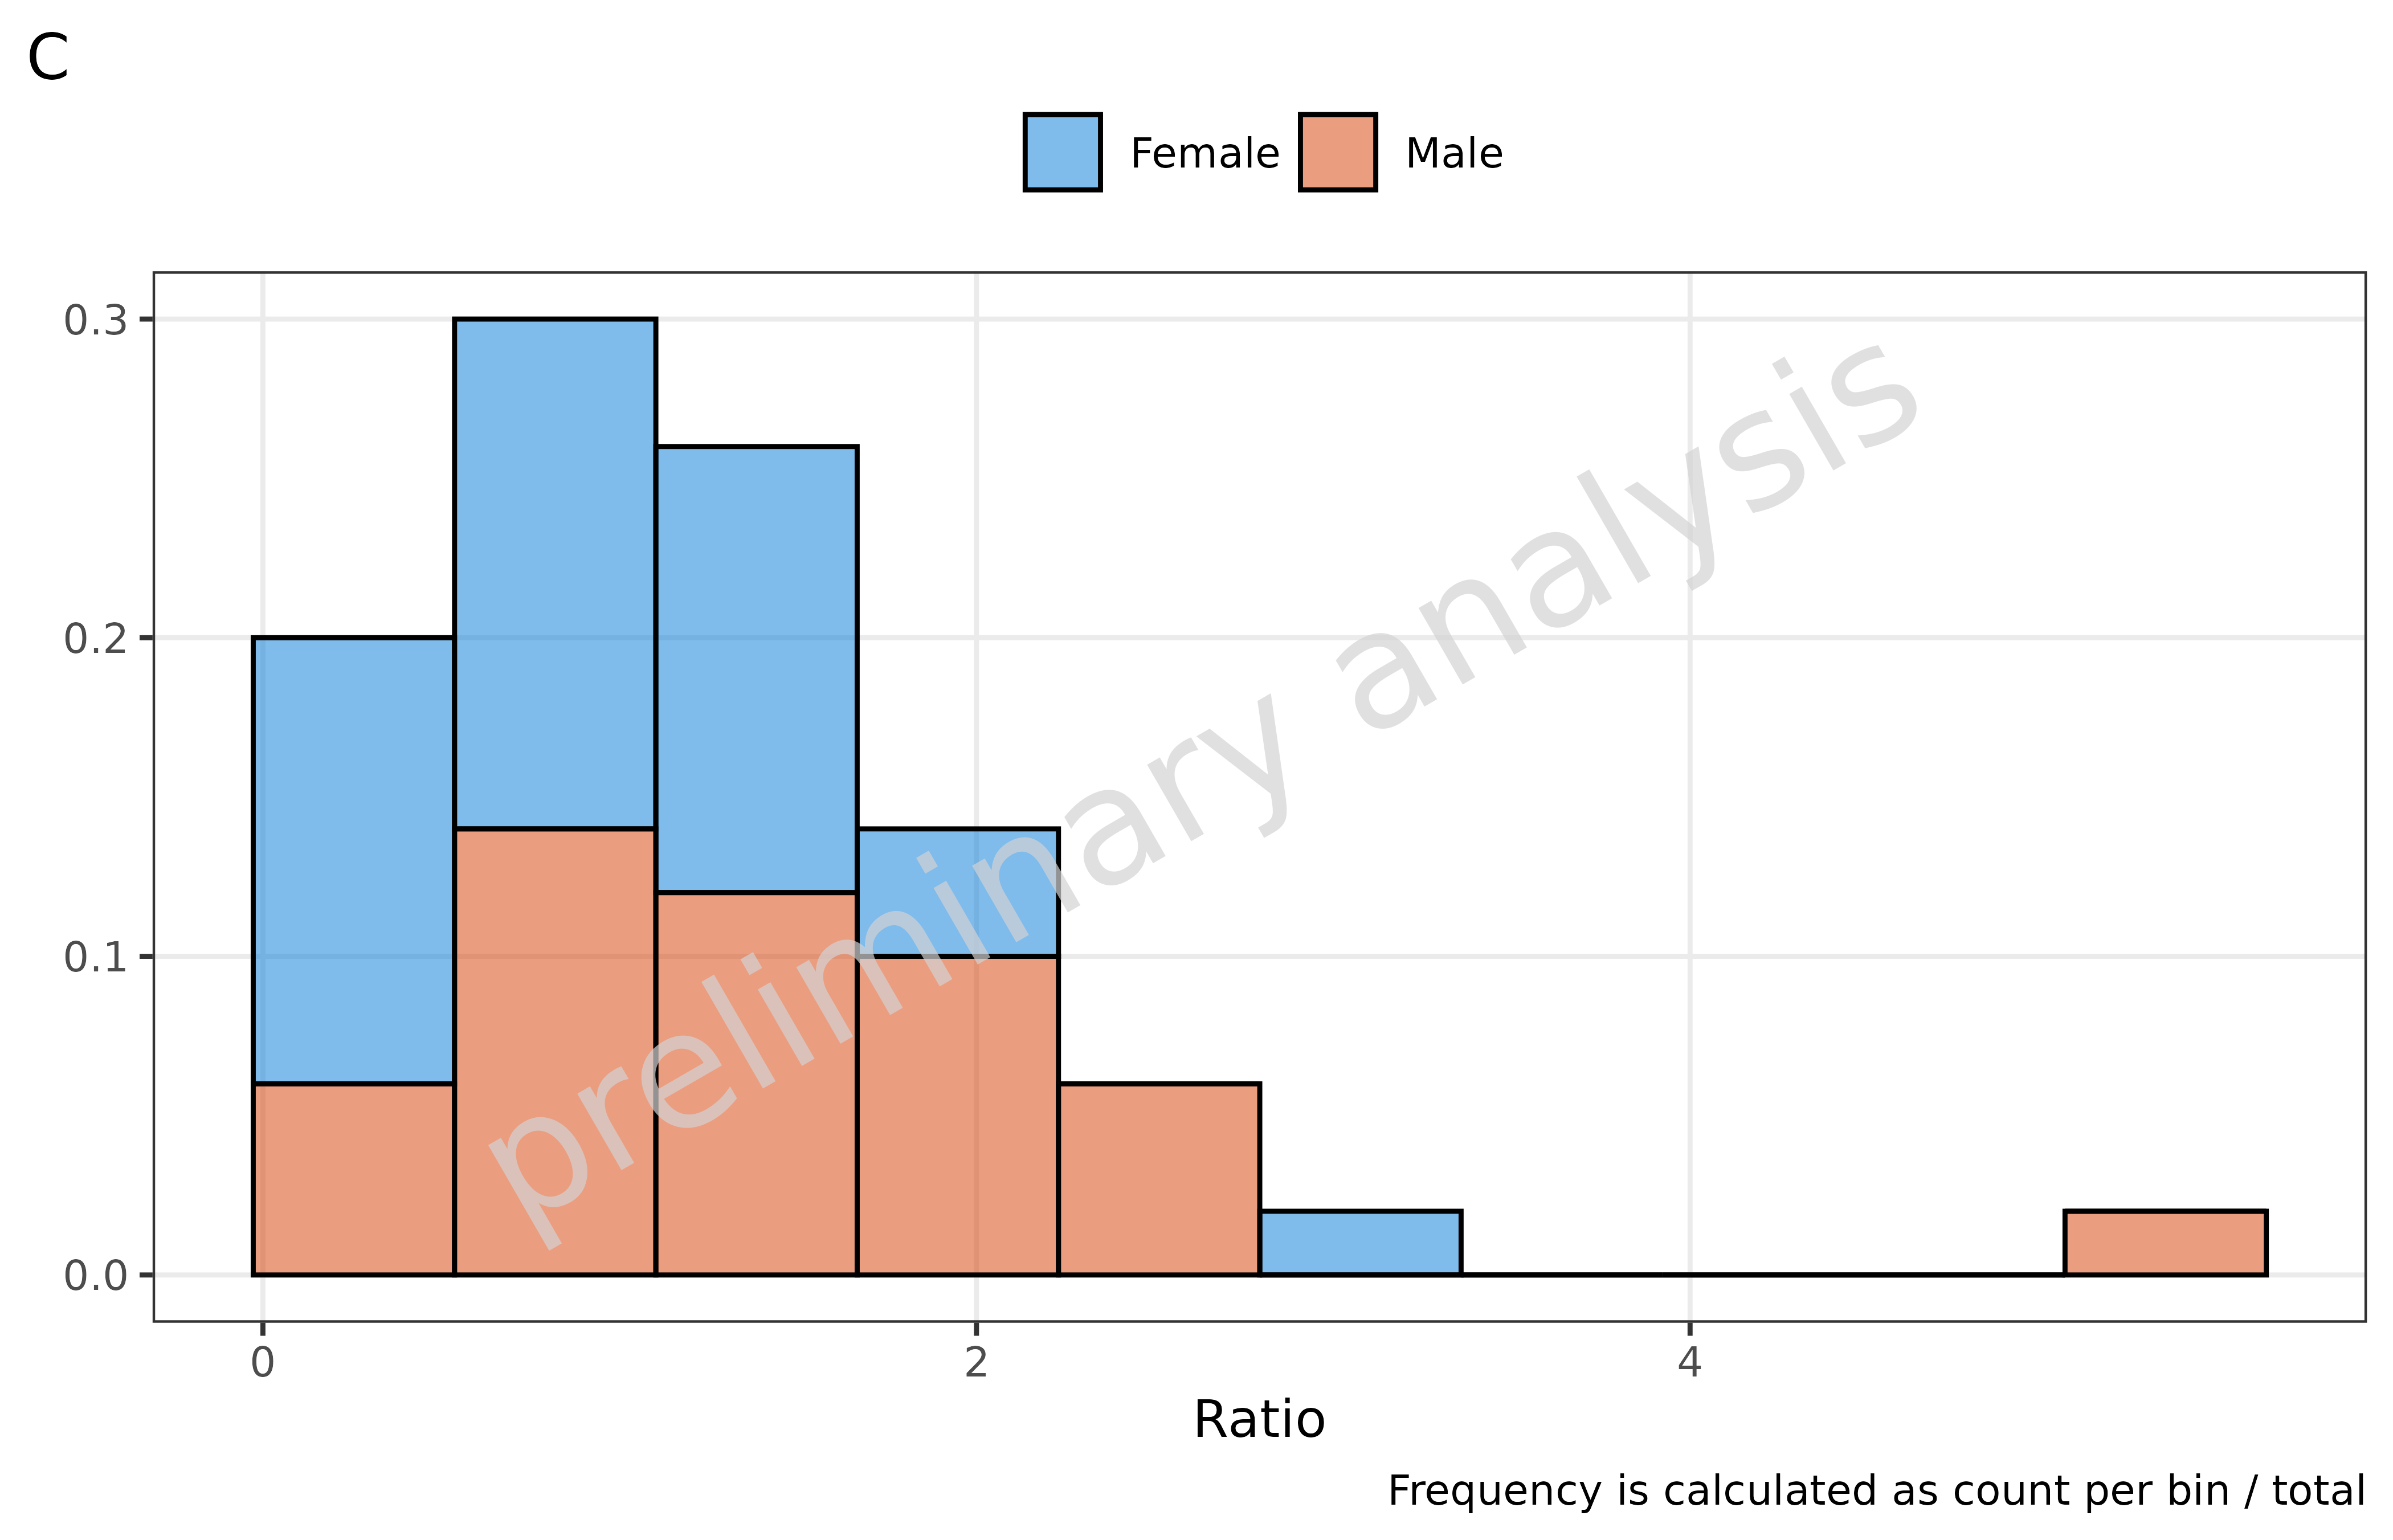 C
Female Male
0.3
0.2
0.1
0.0
preliminary analysis
0 2 4
Ratio
Frequency is calculated as count per bin / total